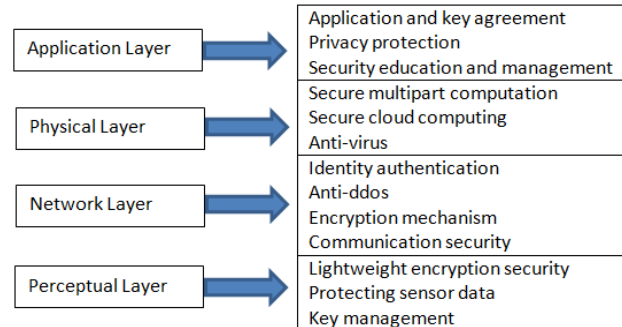 Application Layer
Application and key agreement
Privacy protection
Security education and management
Physical Layer
Secure multipart computation
Secure cloud computing
Anti-virus
Network Layer
Identity authentication
Anti-ddos
Encryption mechanism
Communication security
Perceptual Layer
Lightweight encryption security
Protecting sensor data
Key management